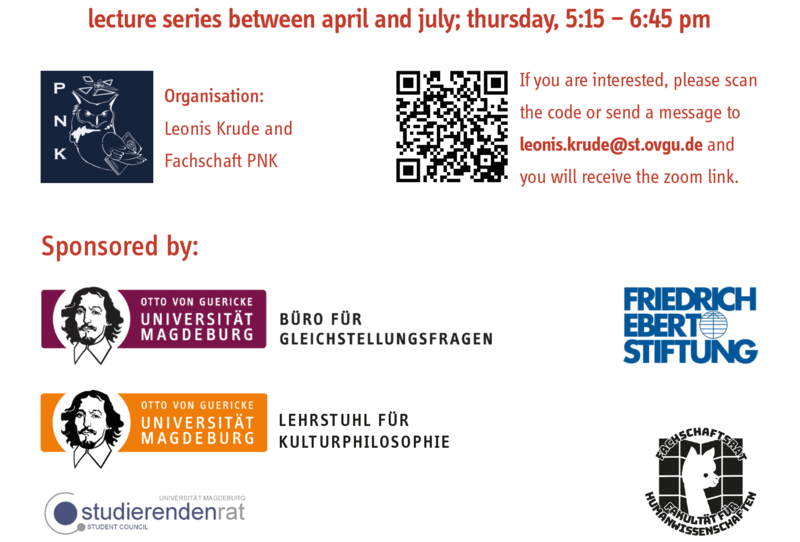 lecture series between april and july; thursday, 5:15 – 6:45 pm
P
N
K
Organisation:
Leonis Krude and
Fachschaft PNK
If you are interested, please scan
the code or send a message to
leonis.krude@st.ovgu.de and
you will receive the zoom link.
Sponsored by:
OTTO VON GUERICKE
UNIVERSITÄT
MAGDEBURG
BÜRO FÜR
GLEICHSTELLUNGSFRAGEN
FRIEDRICH
EBERT
STIFTUNG
OTTO VON GUERICKE
UNIVERSITÄT
MAGDEBURG
LEHRSTUHL FÜR
KULTURPHILOSOPHIE
UNIVERSITÄT MAGDEBURG
studierendenrat
STUDENT COUNCIL
FACHSCHAFTSRAT
FAKULTÄT FÜR
HUMANWISSENSCHAFTEN